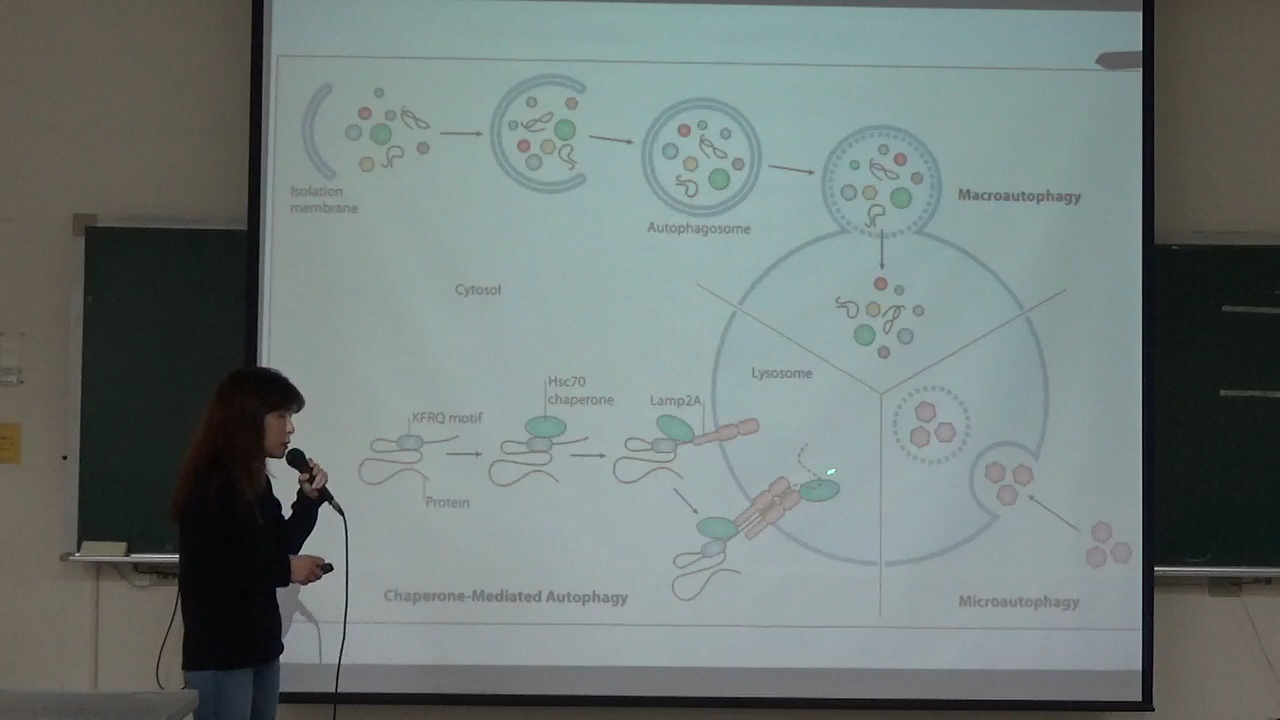 Isolation
membrane
Autophagosome
Macroautophagy
Cytosol
Lysosome
Hsc70
chaperone
Lamp2A
KFRQ motif
Protein
Chaperone-Mediated Autophagy
Microautophagy